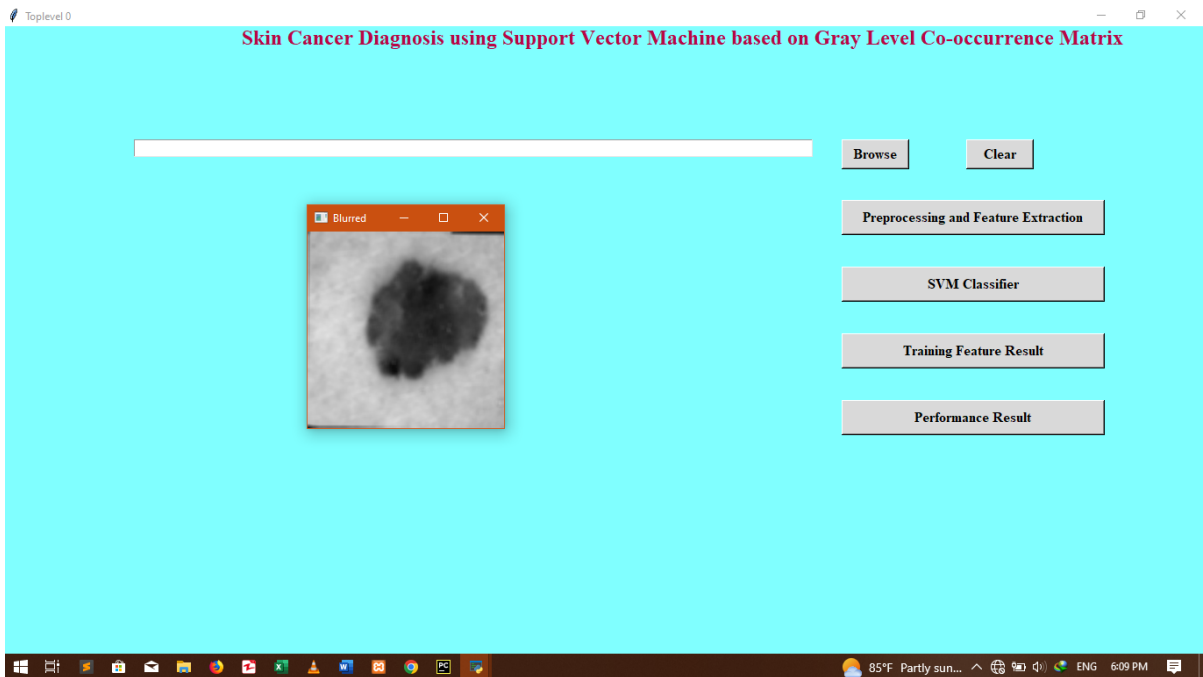 Toplevel 0
Skin Cancer Diagnosis using Support Vector Machine based on Gray Level Co-occurrence Matrix
Browse
Clear
Blurred
Preprocessing and Feature Extraction
SVM Classifier
Training Feature Result
Performance Result
85°F Partly sun... ENG 6:09 PM